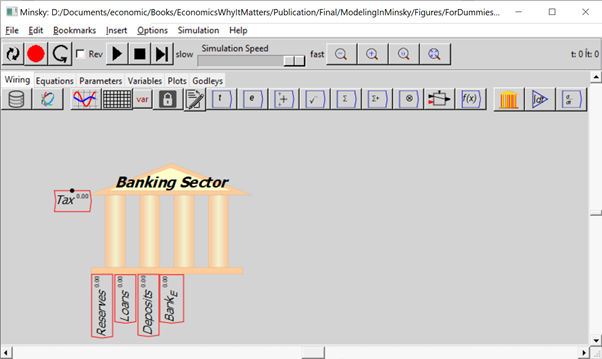 Minsky: D:/Documents/economic/Books/EconomicsWhyItMatters/Publication/Final/ModelingInMinsky/Figures/ForDummies...
File Edit Bookmarks Insert Options Simulation Help
Rev slow Simulation Speed fast t: 0 Δt: 0
Wiring Equations Parameters Variables Plots Godleys
var t e Σ Σ+ f(x) ∫dt
Banking Sector
Tax 0.00
0.00 0.00 0.00 0.00
Reserves Loans Deposits BankE